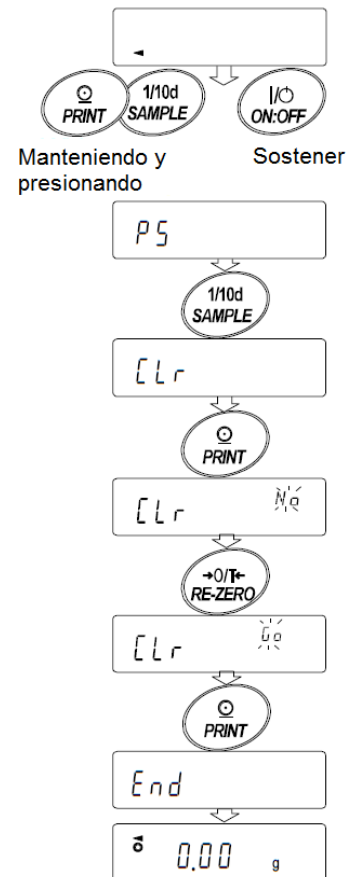 PRINT
1/10d
SAMPLE
ON:OFF
Manteniendo y
presionando
Sostener
PS
1/10d
SAMPLE
CLr
PRINT
CLr No
→0/T←
RE-ZERO
CLr Go
PRINT
End
0.00 g